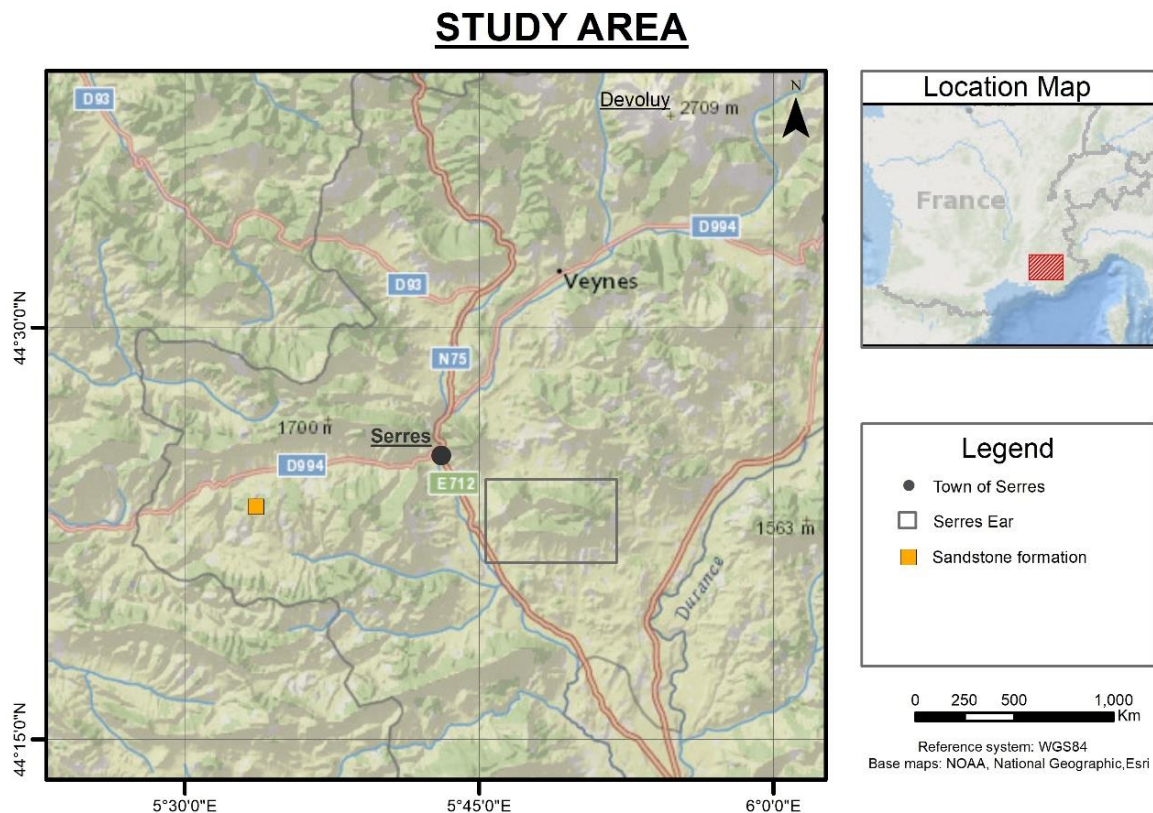 STUDY AREA
D93
Devoluy
2709 m
N
D994
D93
Veynes
N75
1700 m
Serres
D994
E712
1563 m
Durance
44°30'0"N
44°15'0"N
5°30'0"E
5°45'0"E
6°0'0"E
Location Map
France
Legend
Town of Serres
Serres Ear
Sandstone formation
0 250 500 1,000
Km
Reference system: WGS84
Base maps: NOAA, National Geographic,Esri